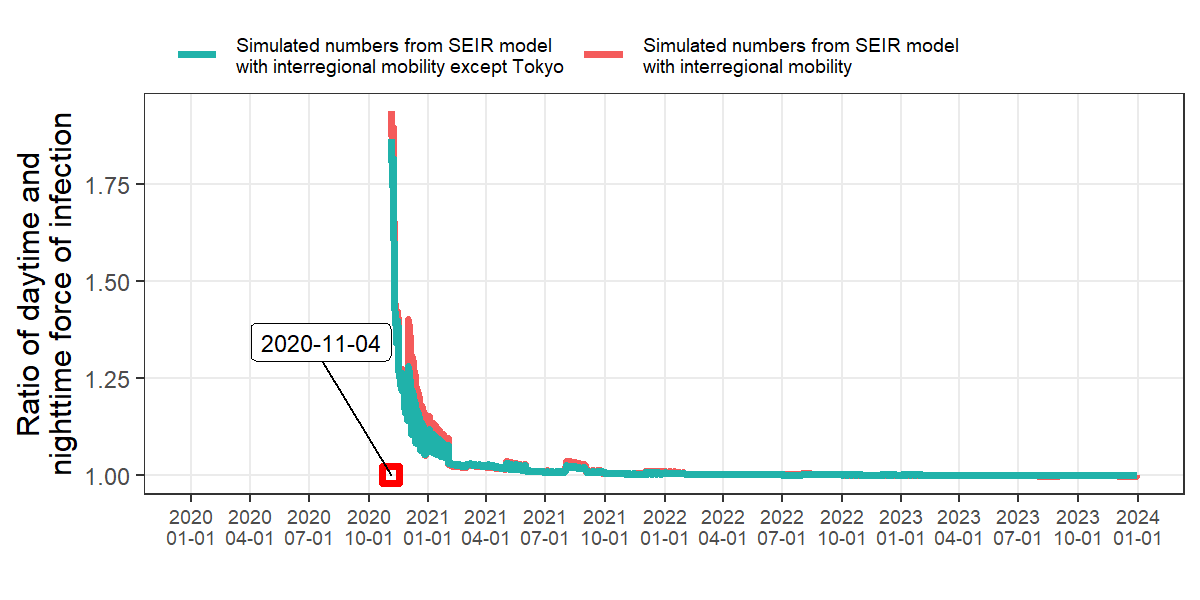 Simulated numbers from SEIR model
with interregional mobility except Tokyo
Simulated numbers from SEIR model
with interregional mobility
Ratio of daytime and
nighttime force of infection
1.75
1.50
1.25
1.00
2020-11-04
2020 2020 2020 2020 2021 2021 2021 2021 2022 2022 2022 2022 2023 2023 2023 2023 2024
01-01 04-01 07-01 10-01 01-01 04-01 07-01 10-01 01-01 04-01 07-01 10-01 01-01 04-01 07-01 10-01 01-01